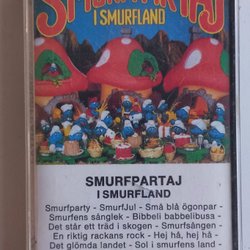 SMURFPARTAJ
I SMURFLAND
SMURFPARTAJ
I SMURFLAND
Smurfparty - SmurfJul - Små blå ögonpar -
Smurfens sånglek - Bibbeli babbelibusa -
Det står ett träd i skogen - Smurfsången -
En riktig rackans rock - Hej hå, hej hå -
Det glömda landet - Sol i smurfens land -